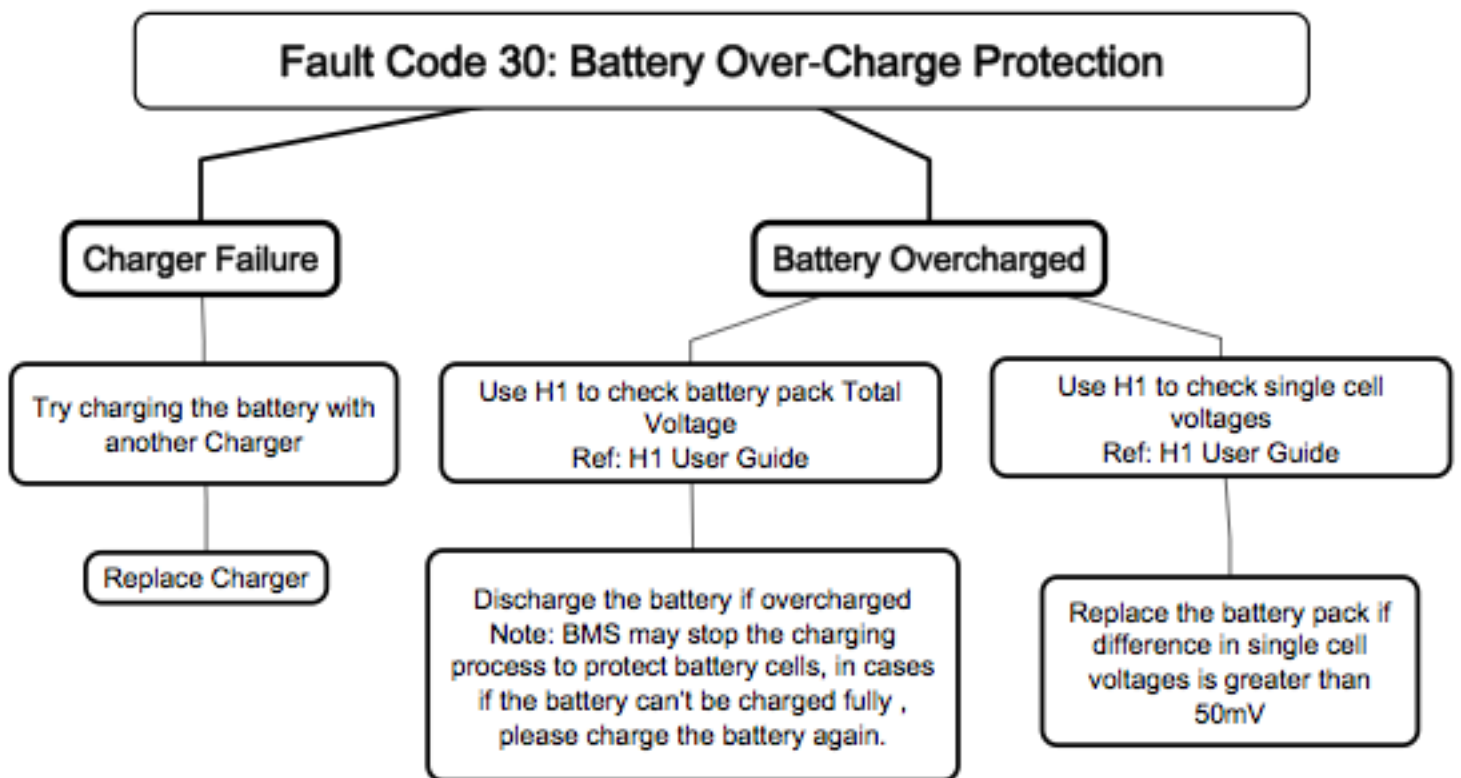 Fault Code 30: Battery Over-Charge Protection
Charger Failure
Battery Overcharged
Try charging the battery with
another Charger
Use H1 to check battery pack Total
Voltage
Ref: H1 User Guide
Use H1 to check single cell
voltages
Ref: H1 User Guide
Replace Charger
Discharge the battery if overcharged
Note: BMS may stop the charging
process to protect battery cells, in cases
if the battery can't be charged fully ,
please charge the battery again.
Replace the battery pack if
difference in single cell
voltages is greater than
50mV